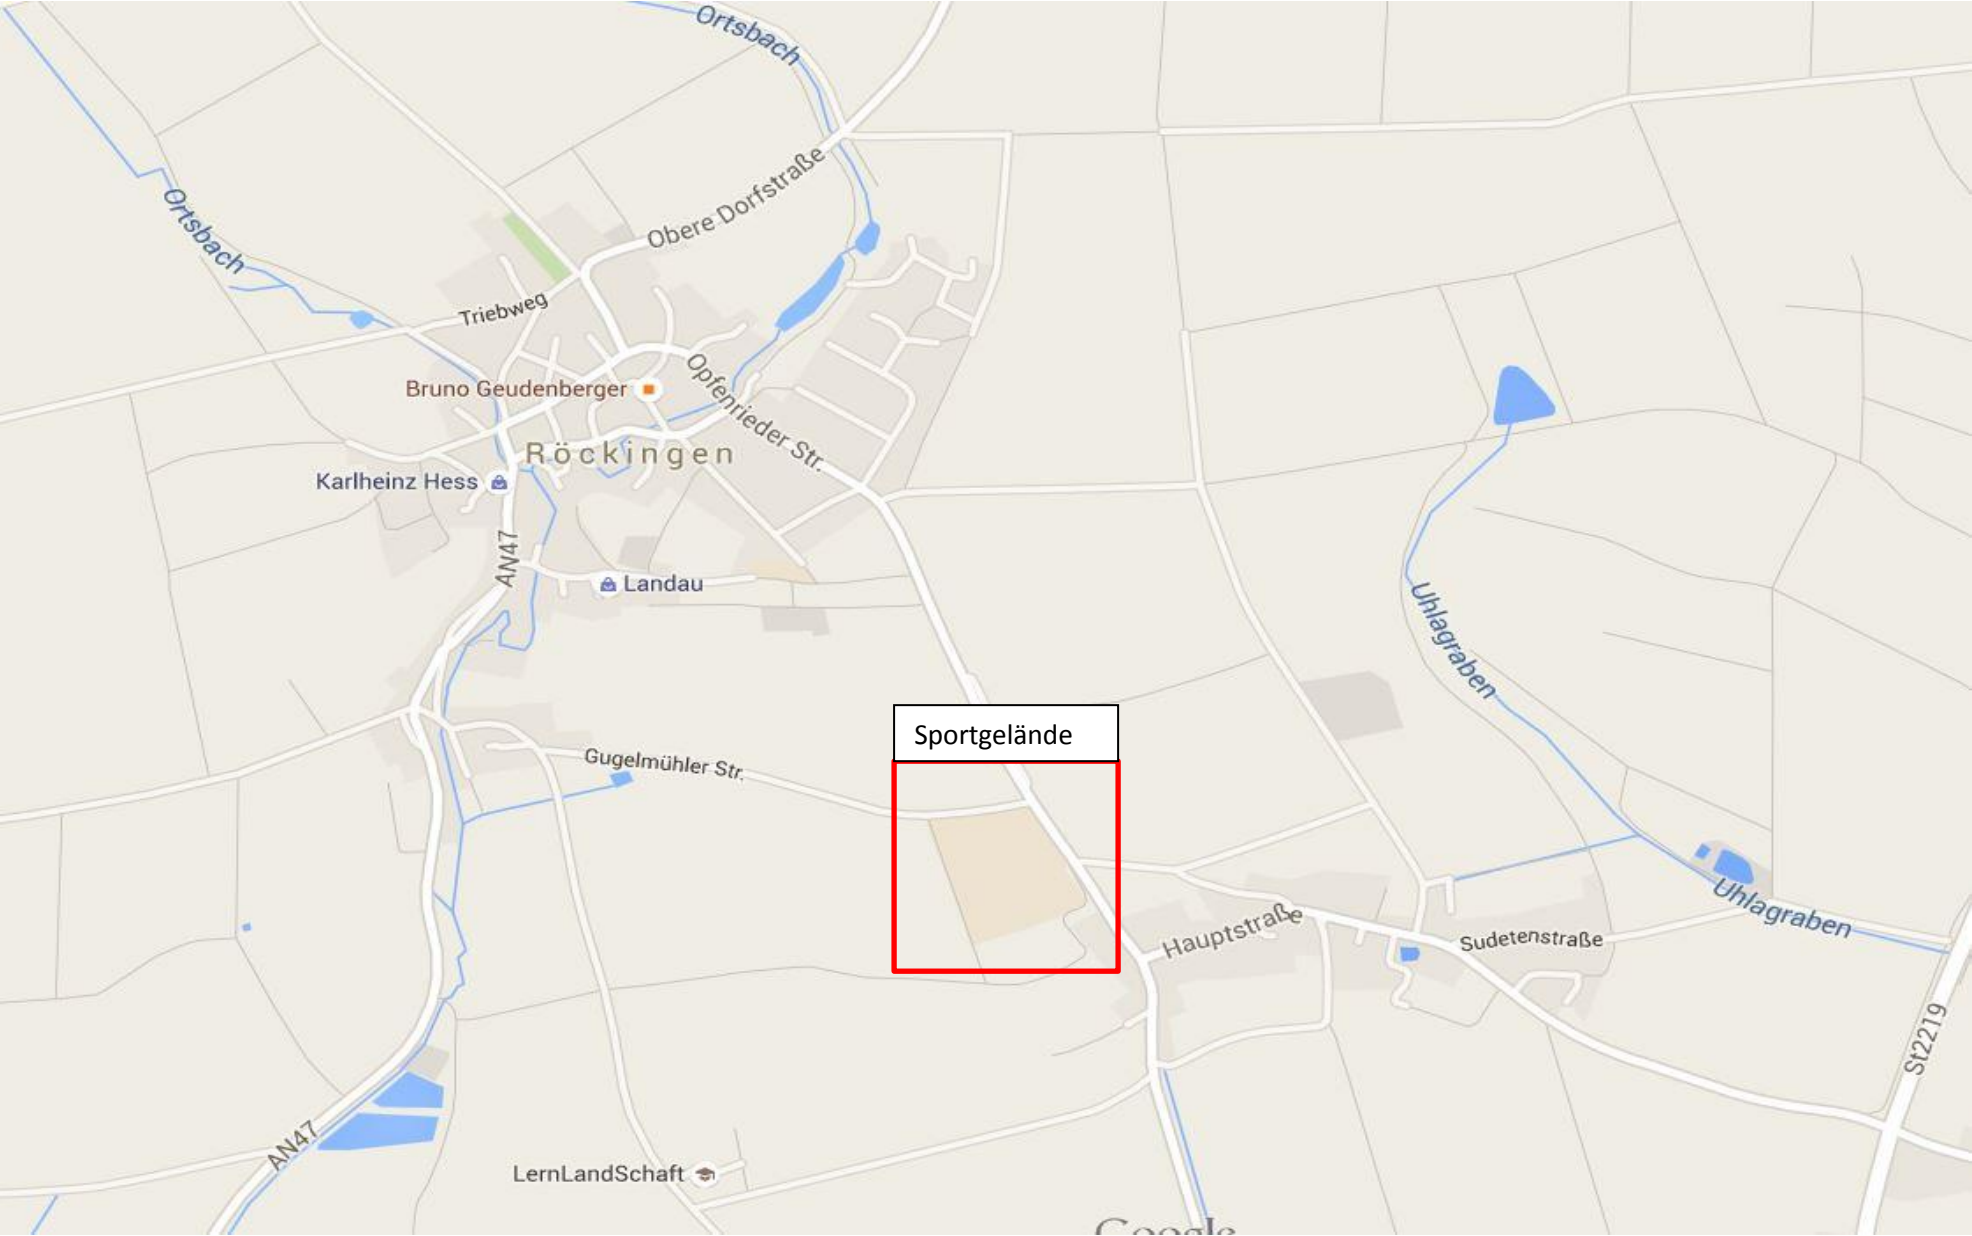 Ortsbach
Obere Dorfstraße
Ortsbach
Triebweg
Bruno Geudenberger
Opfenrieder Str.
Röckingen
Karlheinz Hess
AN47
Landau
Uhlagraben
Sportgelände
Gugelmühler Str.
Uhlagraben
Hauptstraße
Sudetenstraße
St2219
AN47
LernLandSchaft
Google